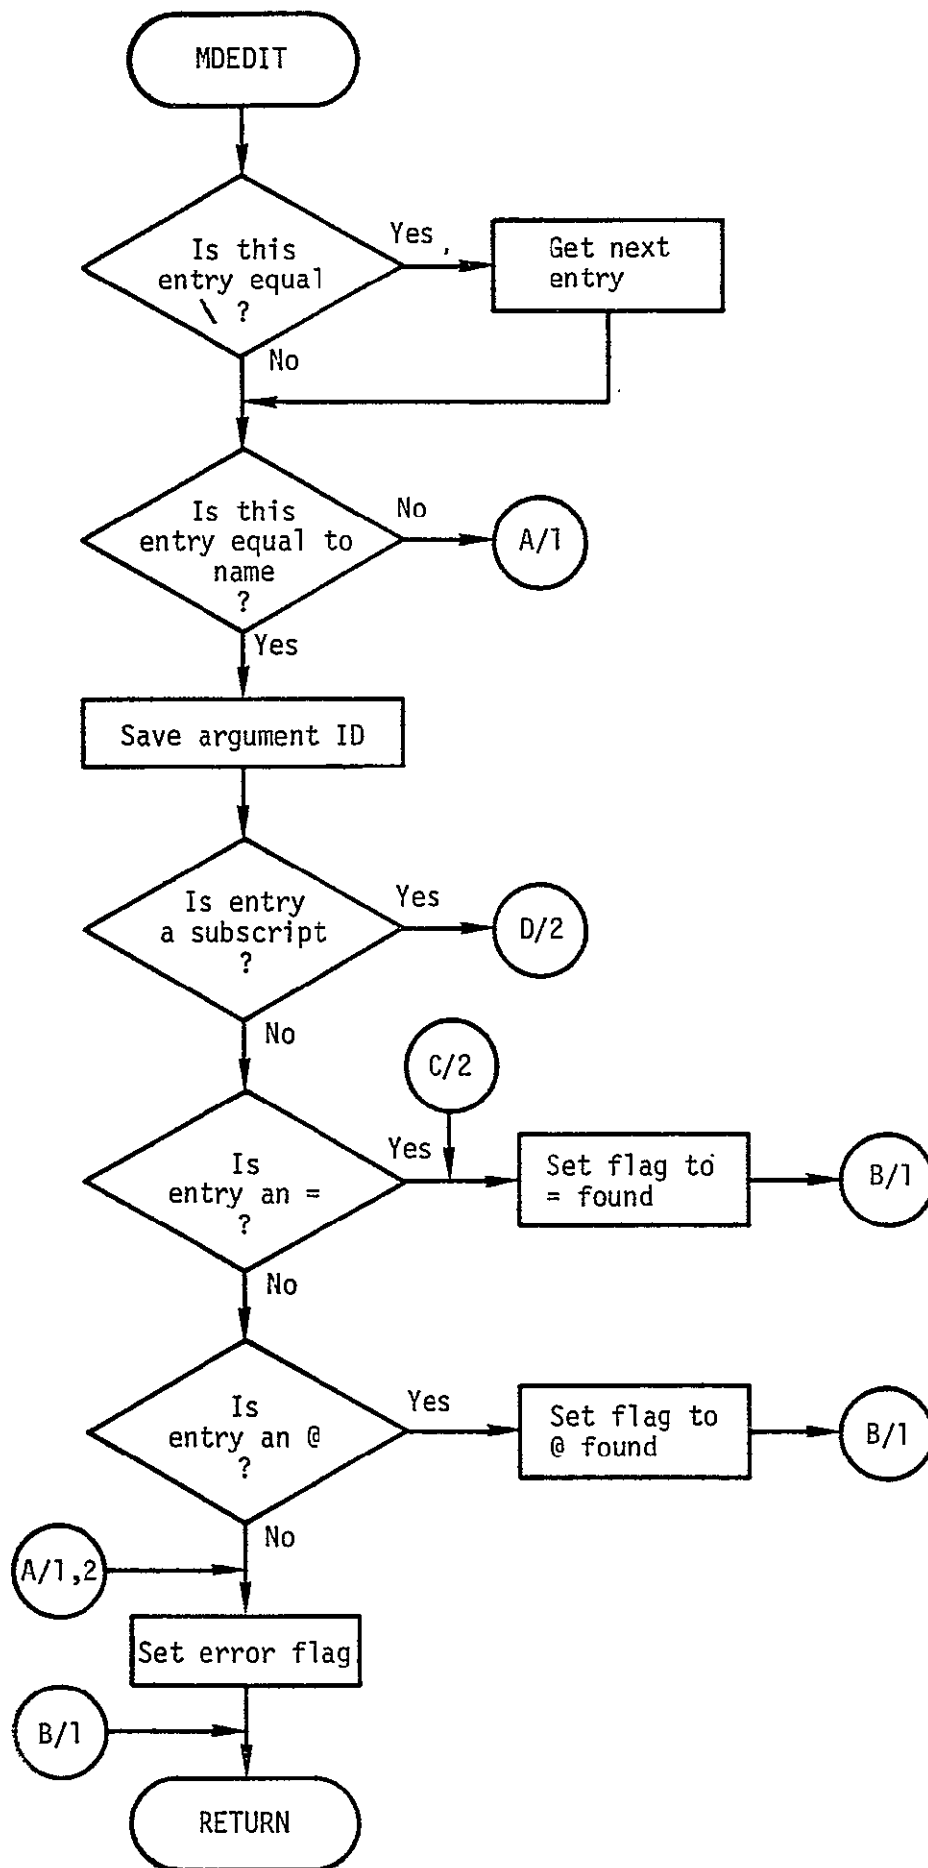 MDEDIT
Is this
entry equal
\ ?
Yes
Get next
entry
No
Is this
entry equal to
name
?
No
A/1
Yes
Save argument ID
Is entry
a subscript
?
Yes
D/2
No
C/2
Is
entry an =
?
Yes
Set flag to
= found
B/1
No
Is
entry an @
?
Yes
Set flag to
@ found
B/1
No
A/1,2
Set error flag
B/1
RETURN